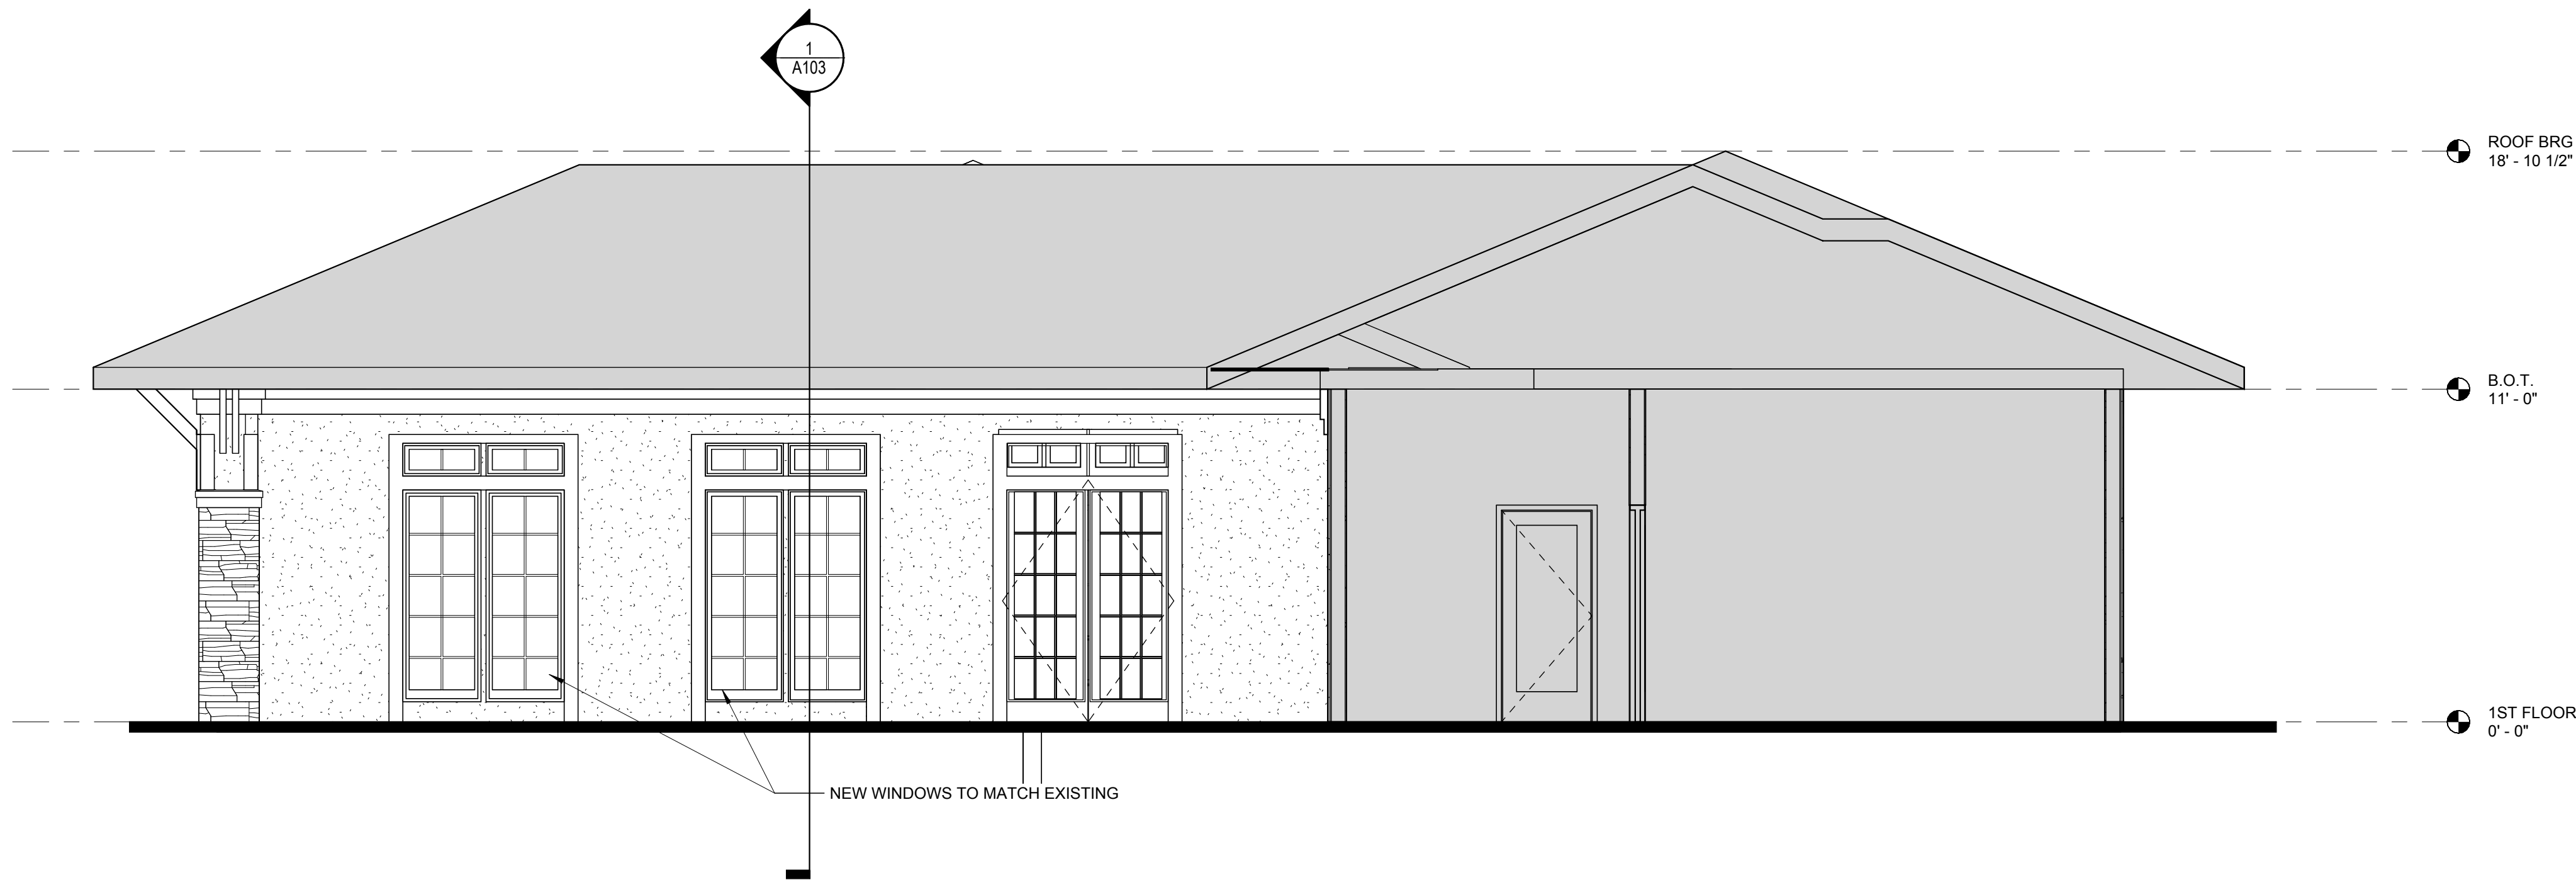 1
A103
ROOF BRG
18' - 10 1/2"
B.O.T.
11' - 0"
1ST FLOOR
0' - 0"
NEW WINDOWS TO MATCH EXISTING